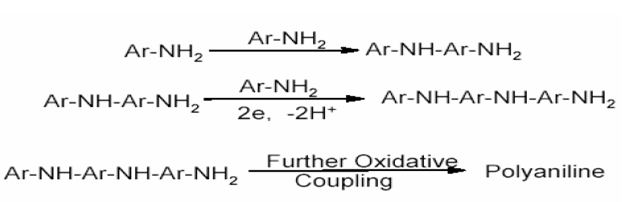 Ar-NH₂ Ar-NH₂ Ar-NH-Ar-NH₂
Ar-NH-Ar-NH₂ Ar-NH₂ Ar-NH-Ar-NH-Ar-NH₂
2e, -2H⁺
Ar-NH-Ar-NH-Ar-NH₂ Further Oxidative Polyaniline
Coupling